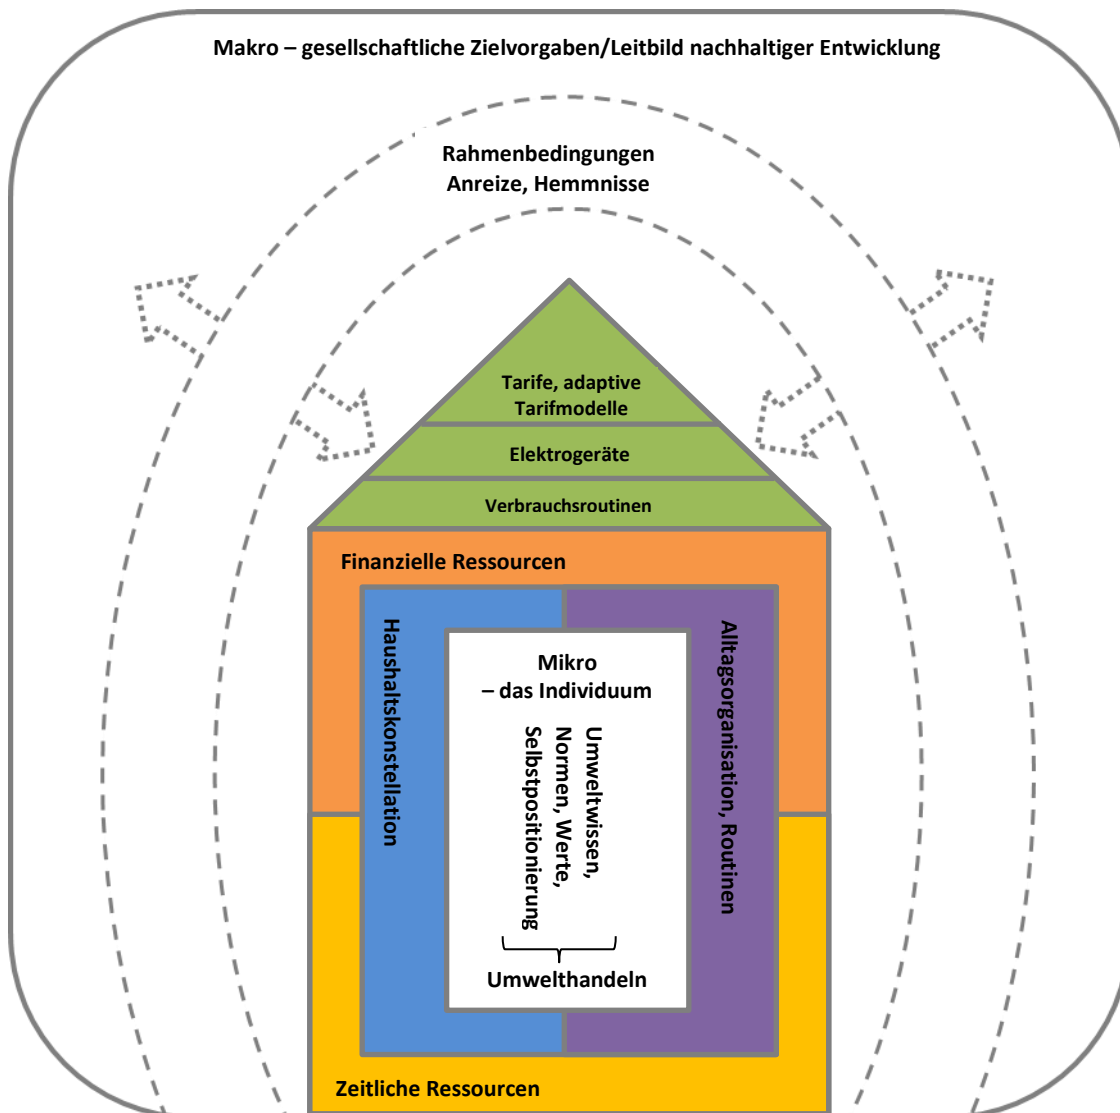 Makro – gesellschaftliche Zielvorgaben/Leitbild nachhaltiger Entwicklung
Rahmenbedingungen
Anreize, Hemmnisse
Tarife, adaptive
Tarifmodelle
Elektrogeräte
Verbrauchsroutinen
Finanzielle Ressourcen
Haushaltskonstellation
Mikro
– das Individuum
Umweltwissen,
Normen, Werte,
Selbstpositionierung
Umwelthandeln
Alltagsorganisation, Routinen
Zeitliche Ressourcen